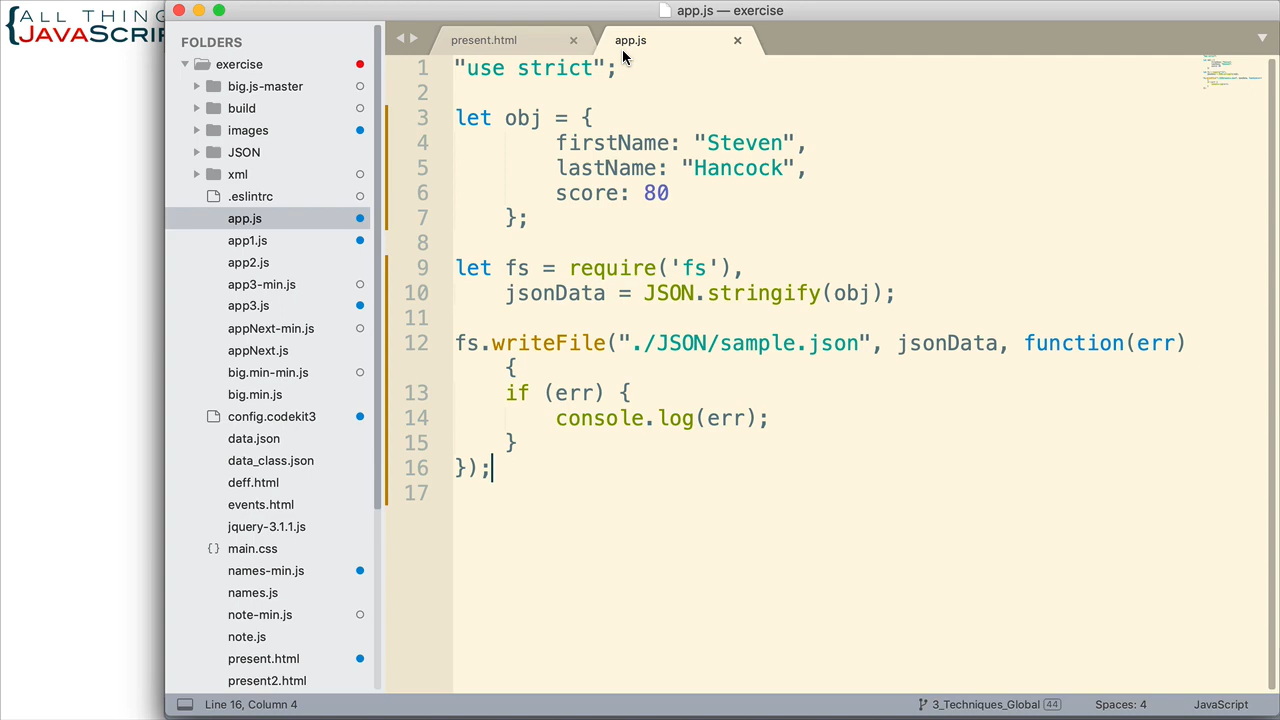 {ALL THING
JAVASCRIP
app.js — exercise
FOLDERS
exercise
big.js-master
build
images
JSON
xml
.eslintrc
app.js
app1.js
app2.js
app3-min.js
app3.js
appNext-min.js
appNext.js
big.min-min.js
big.min.js
config.codekit3
data.json
data_class.json
deff.html
events.html
jquery-3.1.1.js
{} main.css
names-min.js
names.js
note-min.js
note.js
present.html
present2.html
present.html × app.js ×
1 "use strict";
2
3 let obj = {
4 firstName: "Steven",
5 lastName: "Hancock",
6 score: 80
7 };
8
9 let fs = require('fs'),
10 jsonData = JSON.stringify(obj);
11
12 fs.writeFile("./JSON/sample.json", jsonData, function(err)
{
13 if (err) {
14 console.log(err);
15 }
16 });
17
Line 16, Column 4 3_Techniques_Global 44 Spaces: 4 JavaScript